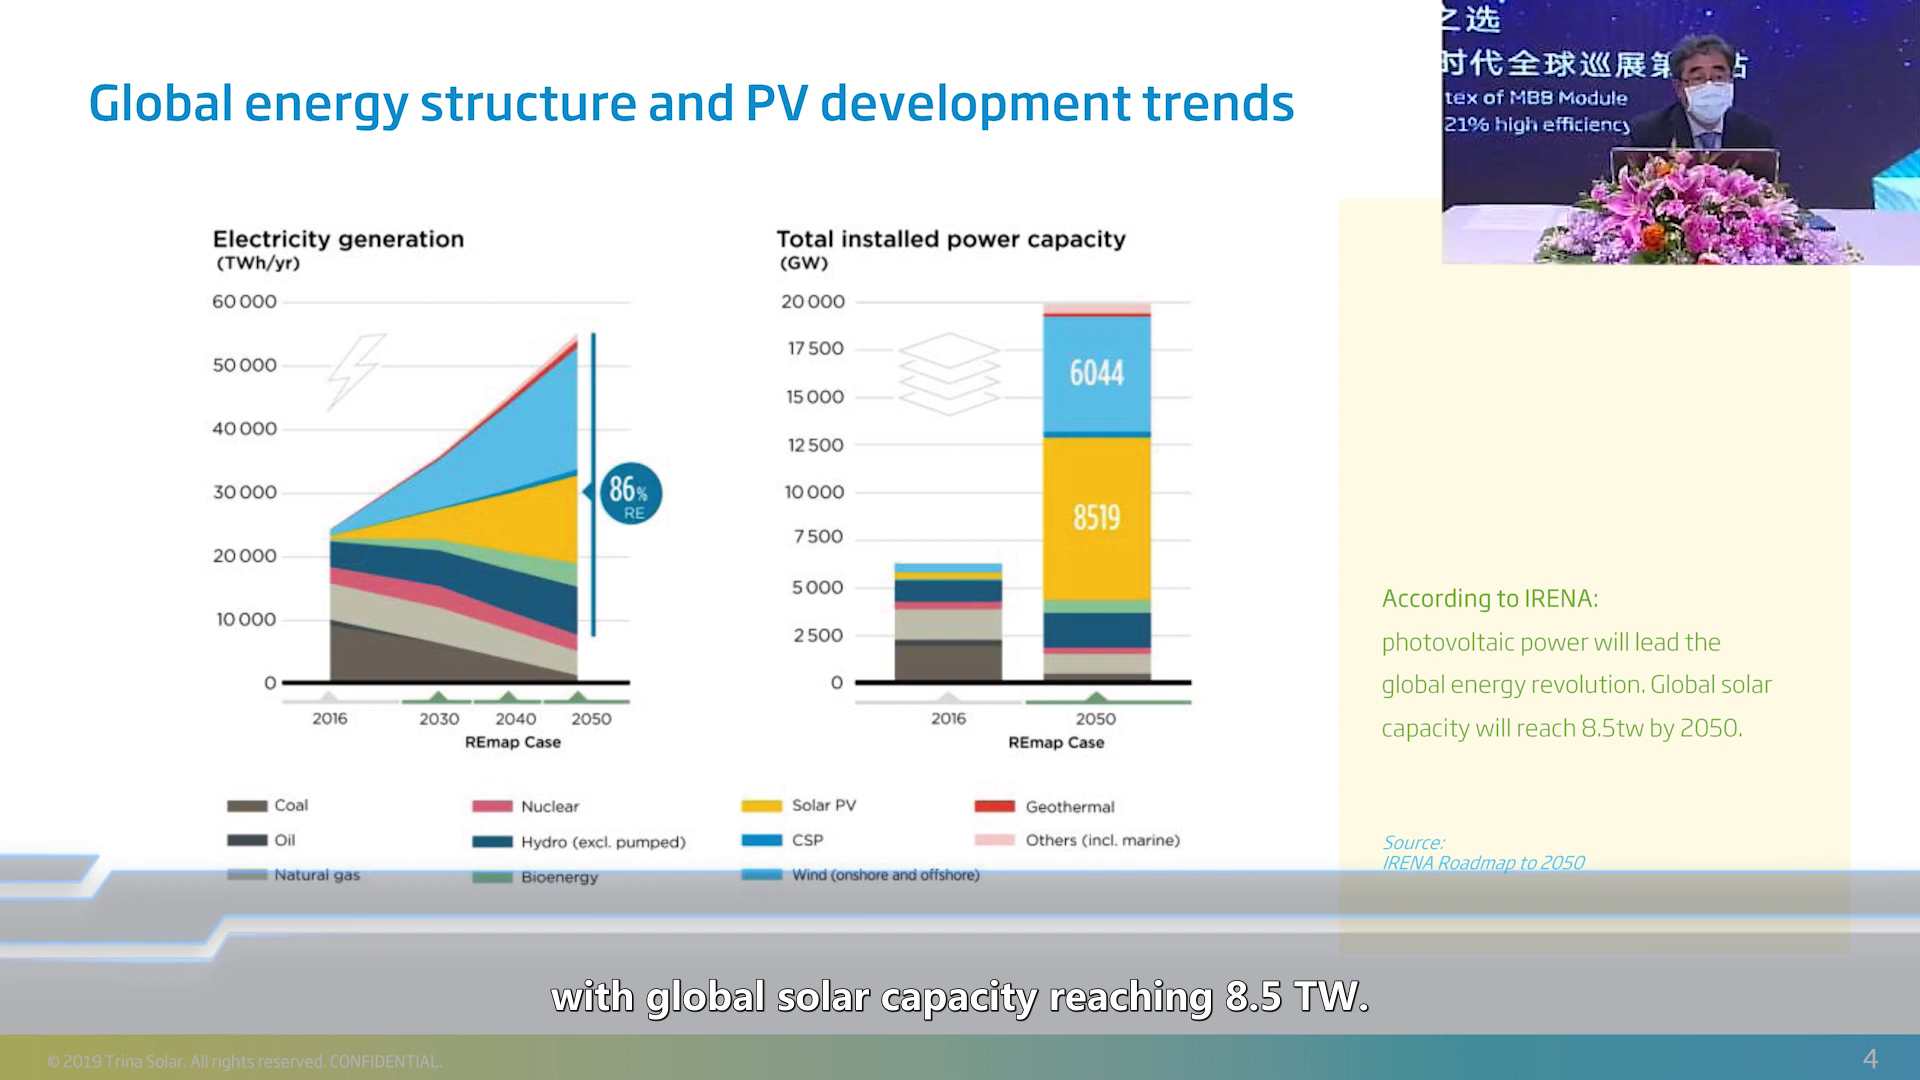 Global energy structure and PV development trends
之选
时代全球巡展第 站
tex of MBB Module
21% high efficiency
Electricity generation
(TWh/yr)
60 000
50 000
40 000
30 000
20 000
10 000
0
86%
RE
2016
2030
2040
2050
REmap Case
Total installed power capacity
(GW)
20 000
17 500
15 000
12 500
10 000
7 500
5 000
2 500
0
6044
8519
2016
2050
REmap Case
Coal
Nuclear
Solar PV
Geothermal
Oil
Hydro (excl. pumped)
CSP
Others (incl. marine)
Natural gas
Bioenergy
Wind (onshore and offshore)
According to IRENA:
photovoltaic power will lead the
global energy revolution. Global solar
capacity will reach 8.5tw by 2050.
Source:
IRENA Roadmap to 2050
with global solar capacity reaching 8.5 TW.
© 2019 Trina Solar. All rights reserved. CONFIDENTIAL.
4